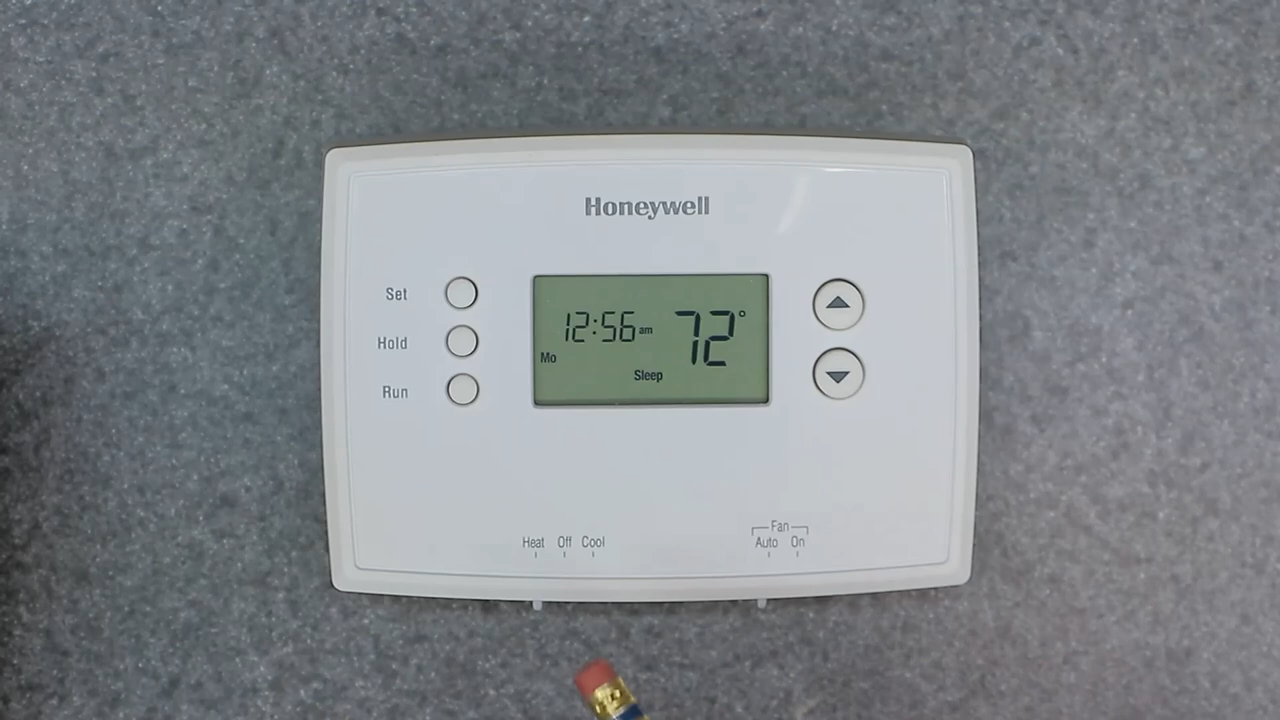 Honeywell
Set
Hold
Run
12:56 am 72°
Mo
Sleep
Fan
Heat Off Cool Auto On